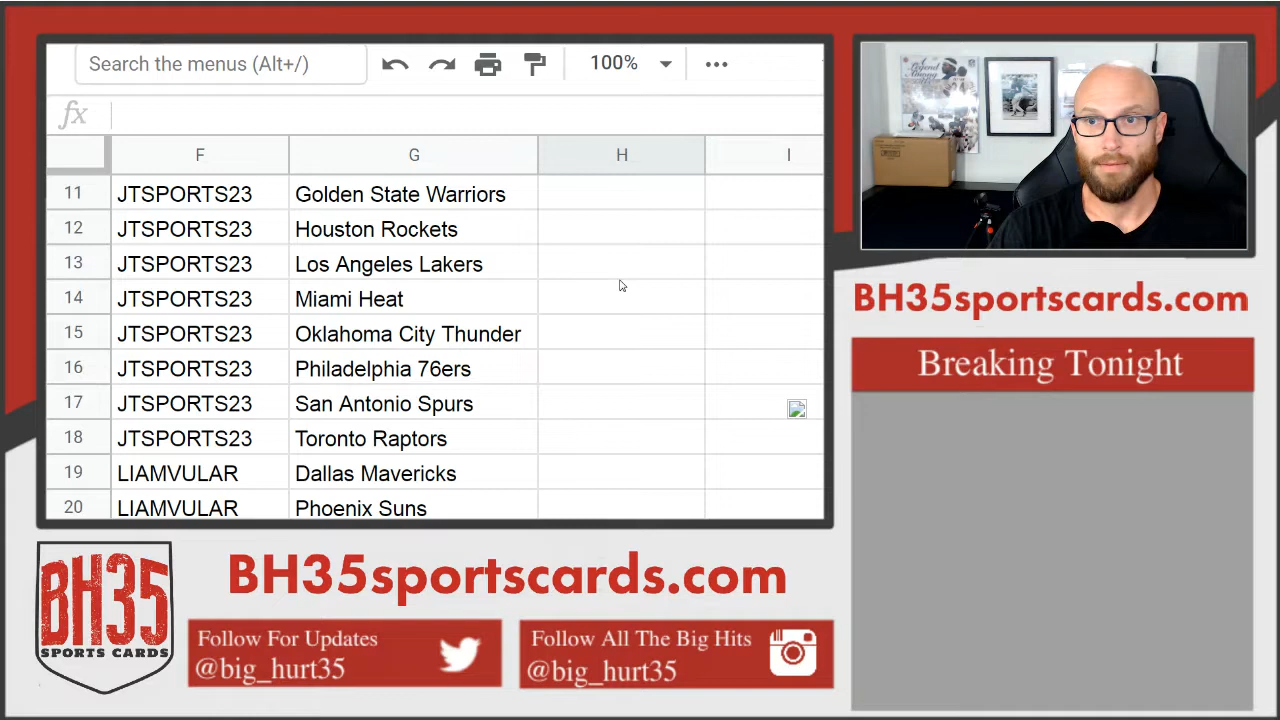 Search the menus (Alt+/)
100%
fx
F G H I
11 JTSPORTS23 Golden State Warriors
12 JTSPORTS23 Houston Rockets
13 JTSPORTS23 Los Angeles Lakers
14 JTSPORTS23 Miami Heat
15 JTSPORTS23 Oklahoma City Thunder
16 JTSPORTS23 Philadelphia 76ers
17 JTSPORTS23 San Antonio Spurs
18 JTSPORTS23 Toronto Raptors
19 LIAMVULAR Dallas Mavericks
20 LIAMVULAR Phoenix Suns
BH35sportscards.com
Breaking Tonight
BH35
SPORTS CARDS
BH35sportscards.com
Follow For Updates
@big_hurt35
Follow All The Big Hits
@big_hurt35